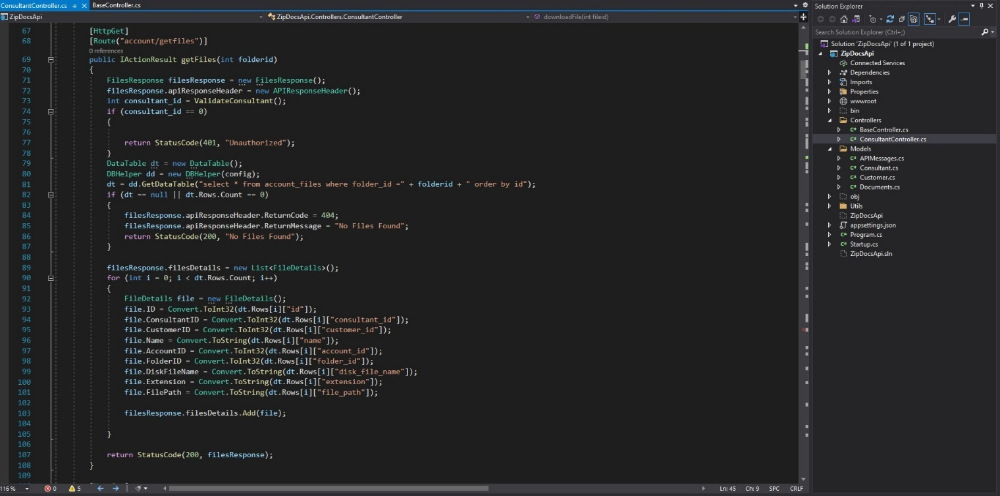 ConsultantController.cs
BaseController.cs
ZipDocsApi
ZipDocsApi.Controllers.ConsultantController
downloadFile(int fileid)
67 [HttpGet]
68 [Route("account/getfiles")]
0 references
69 public IActionResult getFiles(int folderid)
70 {
71 FilesResponse filesResponse = new FilesResponse();
72 filesResponse.apiResponseHeader = new APIResponseHeader();
73 int consultant_id = ValidateConsultant();
74 if (consultant_id == 0)
75 {
76
77 return StatusCode(401, "Unauthorized");
78 }
79 DataTable dt = new DataTable();
80 DBHelper dd = new DBHelper(config);
81 dt = dd.GetDataTable("select * from account_files where folder_id =" + folderid + " order by id");
82 if (dt == null || dt.Rows.Count == 0)
83 {
84 filesResponse.apiResponseHeader.ReturnCode = 404;
85 filesResponse.apiResponseHeader.ReturnMessage = "No Files Found";
86 return StatusCode(200, "No Files Found");
87 }
88
89 filesResponse.filesDetails = new List<FileDetails>();
90 for (int i = 0; i < dt.Rows.Count; i++)
91 {
92 FileDetails file = new FileDetails();
93 file.ID = Convert.ToInt32(dt.Rows[i]["id"]);
94 file.ConsultantID = Convert.ToInt32(dt.Rows[i]["consultant_id"]);
95 file.CustomerID = Convert.ToInt32(dt.Rows[i]["customer_id"]);
96 file.Name = Convert.ToString(dt.Rows[i]["name"]);
97 file.AccountID = Convert.ToInt32(dt.Rows[i]["account_id"]);
98 file.FolderID = Convert.ToInt32(dt.Rows[i]["folder_id"]);
99 file.DiskFileName = Convert.ToString(dt.Rows[i]["disk_file_name"]);
100 file.Extension = Convert.ToString(dt.Rows[i]["extension"]);
101 file.FilePath = Convert.ToString(dt.Rows[i]["file_path"]);
102
103 filesResponse.filesDetails.Add(file);
104
105 }
106
107 return StatusCode(200, filesResponse);
108 }
109
116 %
0
5
Ln: 45 Ch: 9 SPC CRLF
Solution Explorer
Search Solution Explorer (Ctrl+;)
Solution 'ZipDocsApi' (1 of 1 project)
ZipDocsApi
Connected Services
Dependencies
Imports
Properties
wwwroot
bin
Controllers
C# BaseController.cs
C# ConsultantController.cs
Models
C# APIMessages.cs
C# Consultant.cs
C# Customer.cs
C# Documents.cs
obj
Utils
ZipDocsApi
appsettings.json
C# Program.cs
C# Startup.cs
ZipDocsApi.sln